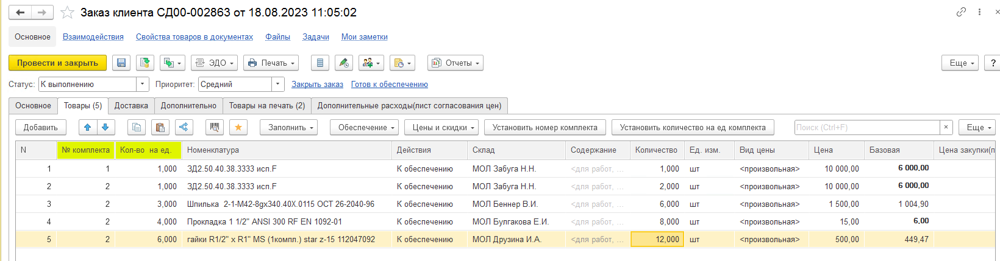 Заказ клиента СД00-002863 от 18.08.2023 11:05:02
Основное Взаимодействия Свойства товаров в документах Файлы Задачи Мои заметки
Провести и закрыть ЭДО Печать Отчеты Еще ?
Статус: К выполнению Приоритет: Средний Закрыть заказ Готов к обеспечению
Основное Товары (5) Доставка Дополнительно Товары на печать (2) Дополнительные расходы(лист согласования цен)
Добавить Заполнить Обеспечение Цены и скидки Установить номер комплекта Установить количество на ед комплекта Поиск (Ctrl+F) × Еще
N № комплекта Кол-во на ед. Номенклатура Действия Склад Содержание Количество Ед. изм. Вид цены Цена Базовая Цена закупки(п
1 1 1,000 ЗД2.50.40.38.3333 исп.F К обеспечению МОЛ Забуга Н.Н. <для работ, ... 1,000 шт <произвольная> 10 000,00 6 000,00
2 2 1,000 ЗД2.50.40.38.3333 исп.F К обеспечению МОЛ Забуга Н.Н. <для работ, ... 2,000 шт <произвольная> 10 000,00 6 000,00
3 2 3,000 Шпилька 2-1-М42-8gx340.40Х.0115 ОСТ 26-2040-96 К обеспечению МОЛ Беннер В.И. <для работ, ... 6,000 шт <произвольная> 1 500,00 1 004,90
4 2 4,000 Прокладка 1 1/2" ANSI 300 RF EN 1092-01 К обеспечению МОЛ Булгакова Е.И. <для работ, ... 8,000 шт <произвольная> 15,00 6,00
5 2 6,000 гайки R1/2" x R1" MS (1компл.) star z-15 112047092 К обеспечению МОЛ Друзина И.А. <для работ, ... 12,000 шт <произвольная> 500,00 449,47